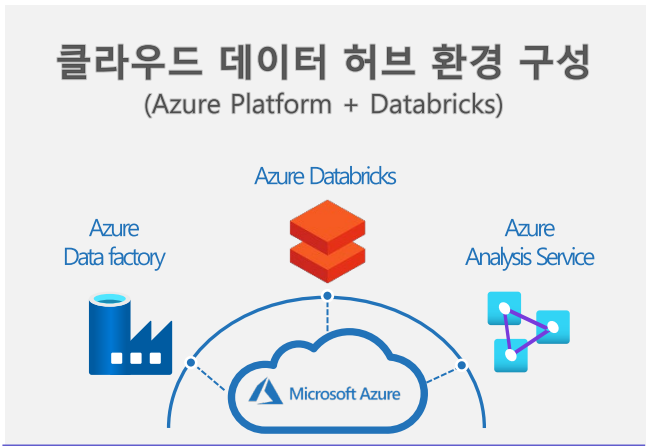 클라우드 데이터 허브 환경 구성
(Azure Platform + Databricks)
Azure Databricks
Azure
Data factory
Azure
Analysis Service
Microsoft Azure